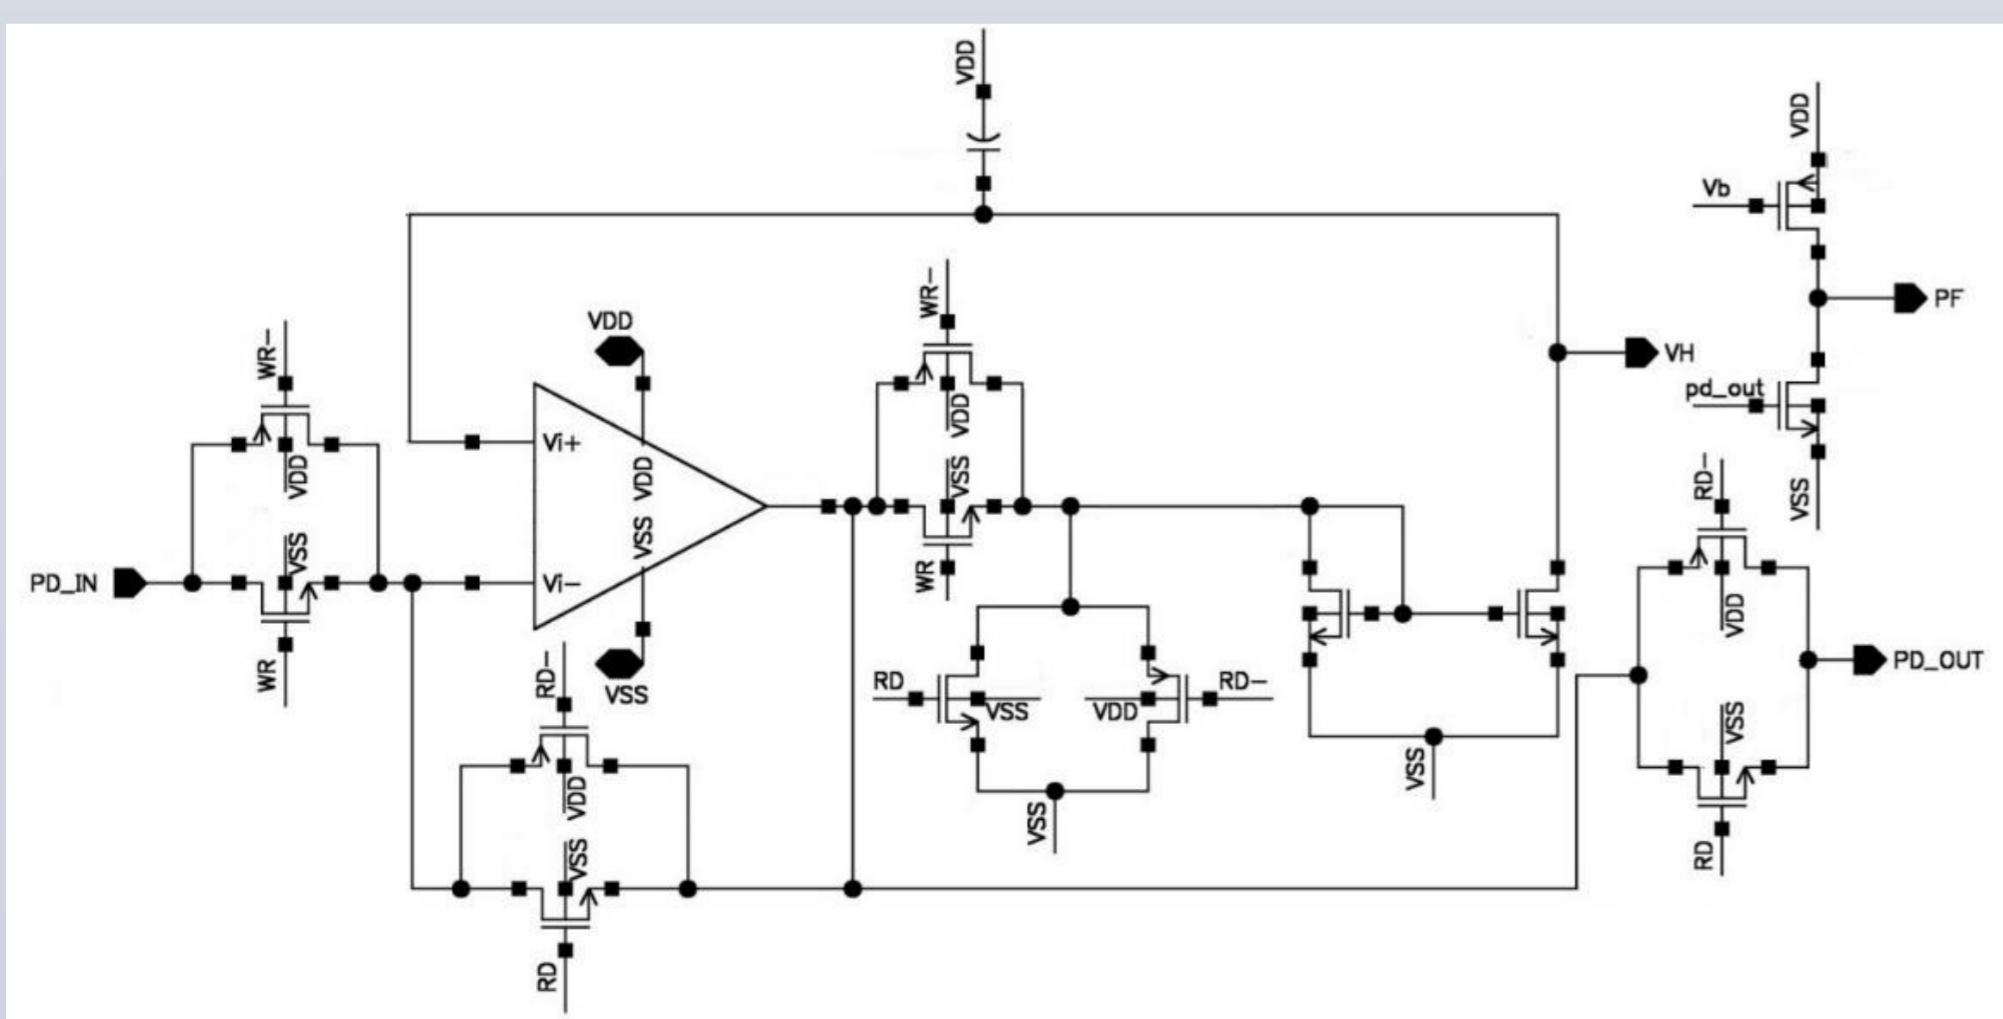 VDD
VDD
Vb
PF
WR-
VDD
VH
WR-
Vi+
VDD
VDD
pd_out
VDD
VSS
VSS
RD-
VSS
PD_IN
VSS
Vi-
WR
VDD
WR
RD-
VSS
RD
VSS
VDD
RD-
PD_OUT
VSS
VDD
VSS
VSS
VSS
RD
RD